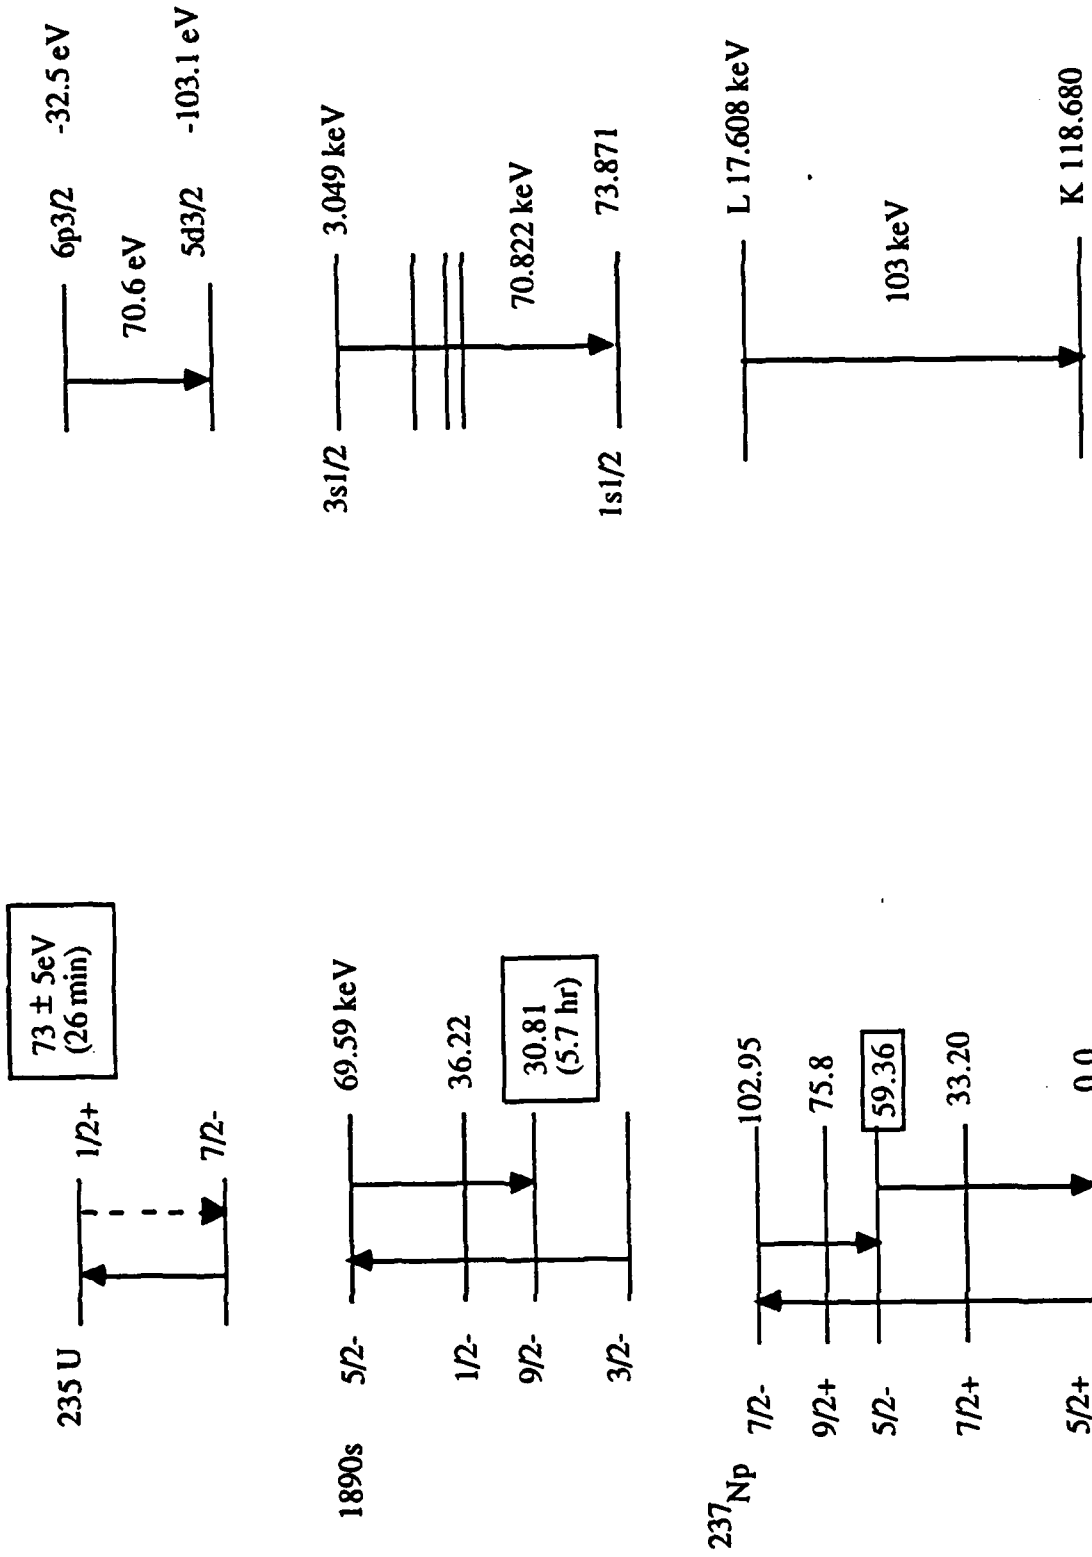 235 U
1/2+
73 ± 5eV
(26 min)
7/2-
6p3/2 -32.5 eV
70.6 eV
5d3/2 -103.1 eV
1890s
5/2- 69.59 keV
1/2- 36.22
9/2- 30.81
(5.7 hr)
3/2-
3s1/2 3.049 keV
70.822 keV
1s1/2 73.871
237Np
7/2- 102.95
9/2+ 75.8
5/2- 59.36
7/2+ 33.20
5/2+ 0.0
L 17.608 keV
103 keV
K 118.680